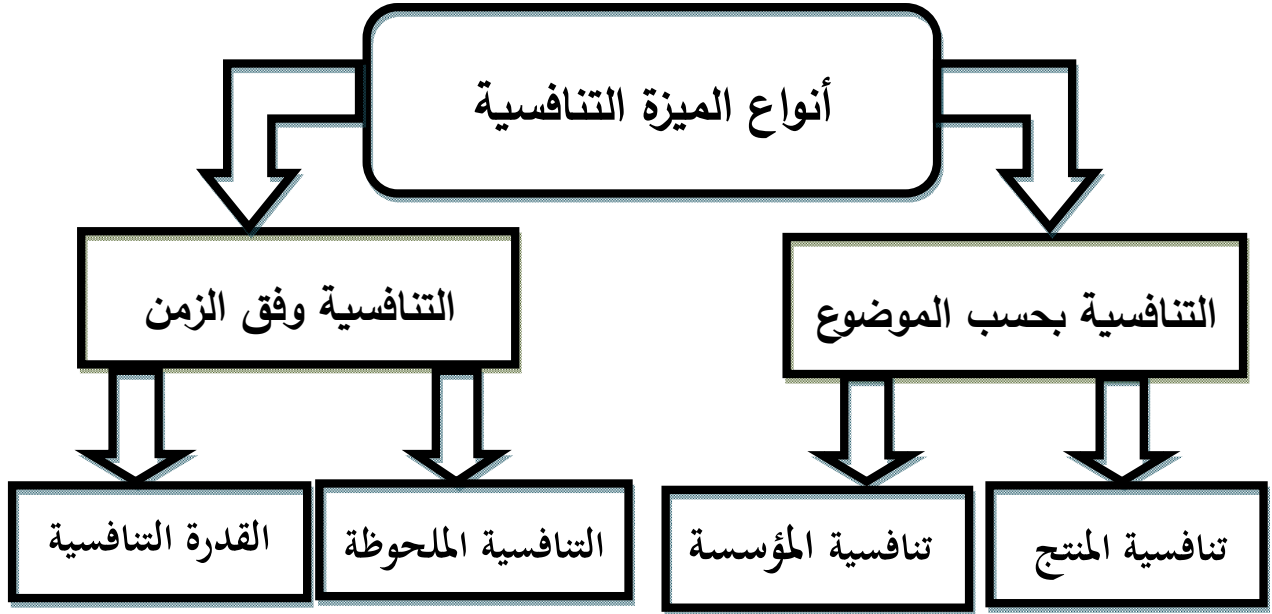 أنواع الميزة التنافسية
التنافسية بحسب الموضوع
التنافسية وفق الزمن
تنافسية المنتج
تنافسية المؤسسة
التنافسية الملحوظة
القدرة التنافسية